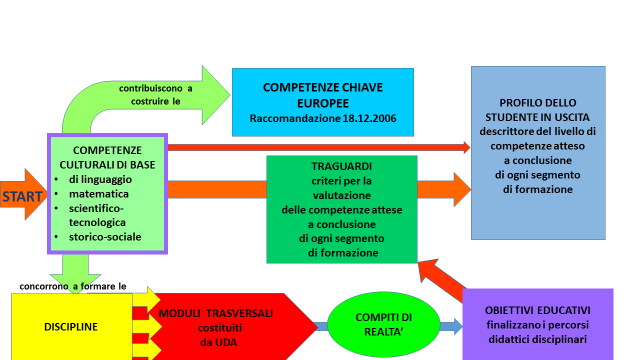 contribuiscono a
costruire le
COMPETENZE CHIAVE
EUROPEE
Raccomandazione 18.12.2006
PROFILO DELLO
STUDENTE IN USCITA
descrittore del livello di
competenze atteso
a conclusione
di ogni segmento
di formazione
START
COMPETENZE
CULTURALI DI BASE
• di linguaggio
• matematica
• scientifico-
tecnologica
• storico-sociale
TRAGUARDI
criteri per la
valutazione
delle competenze attese
a conclusione
di ogni segmento
di formazione
concorrono a formare le
DISCIPLINE
MODULI TRASVERSALI
costituiti
da UDA
COMPITI DI
REALTA’
OBIETTIVI EDUCATIVI
finalizzano i percorsi
didattici disciplinari